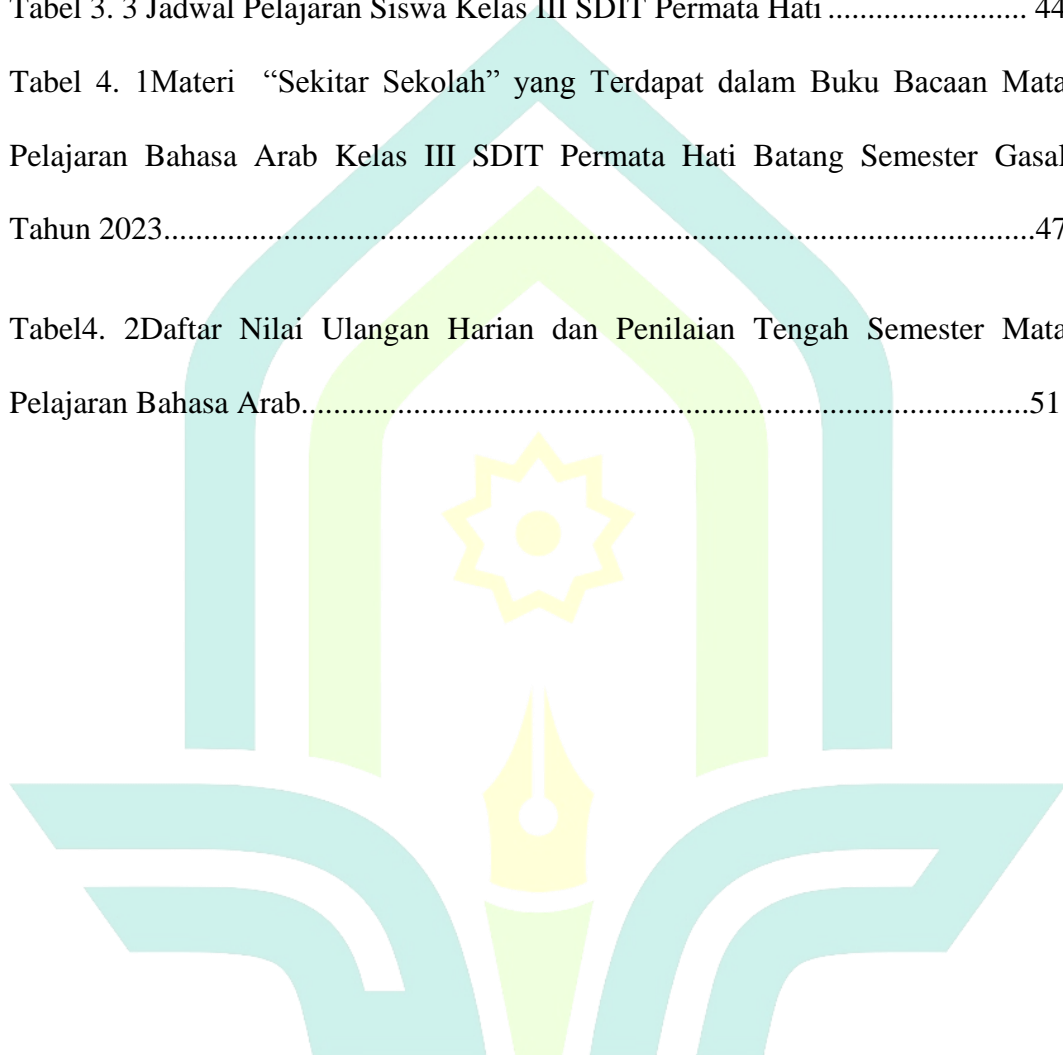 Tabel 3. 3 Jadwal Pelajaran Siswa Kelas III SDIT Permata Hati ......................... 44
Tabel 4. 1Materi “Sekitar Sekolah” yang Terdapat dalam Buku Bacaan Mata
Pelajaran Bahasa Arab Kelas III SDIT Permata Hati Batang Semester Gasal
Tahun 2023..............................................................................................................47
Tabel4. 2Daftar Nilai Ulangan Harian dan Penilaian Tengah Semester Mata
Pelajaran Bahasa Arab............................................................................................51